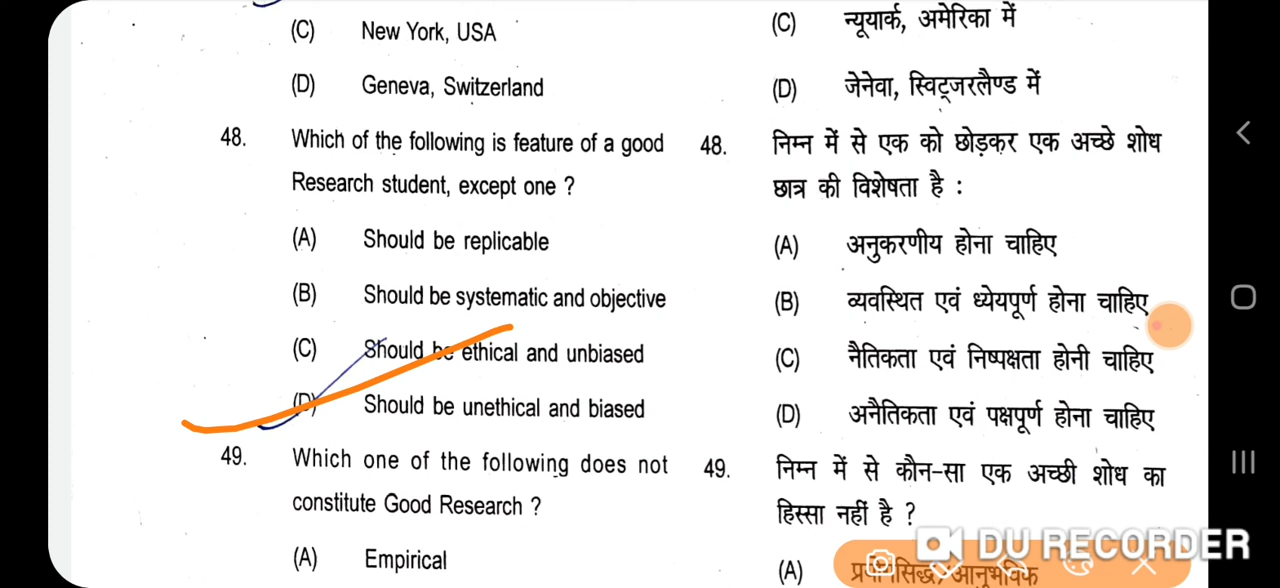 (C) New York, USA
(D) Geneva, Switzerland
48. Which of the following is feature of a good
Research student, except one ?
(A) Should be replicable
(B) Should be systematic and objective
(C) Should be ethical and unbiased
(D) Should be unethical and biased
49. Which one of the following does not
constitute Good Research ?
(A) Empirical
(C) न्यूयार्क, अमेरिका में
(D) जेनेवा, स्विट्जरलैण्ड में
48. निम्न में से एक को छोड़कर एक अच्छे शोध
छात्र की विशेषता है :
(A) अनुकरणीय होना चाहिए
(B) व्यवस्थित एवं ध्येयपूर्ण होना चाहिए
(C) नैतिकता एवं निष्पक्षता होनी चाहिए
(D) अनैतिकता एवं पक्षपूर्ण होना चाहिए
49. निम्न में से कौन-सा एक अच्छी शोध का
हिस्सा नहीं है ?
(A) आनुभविक
DU RECORDER